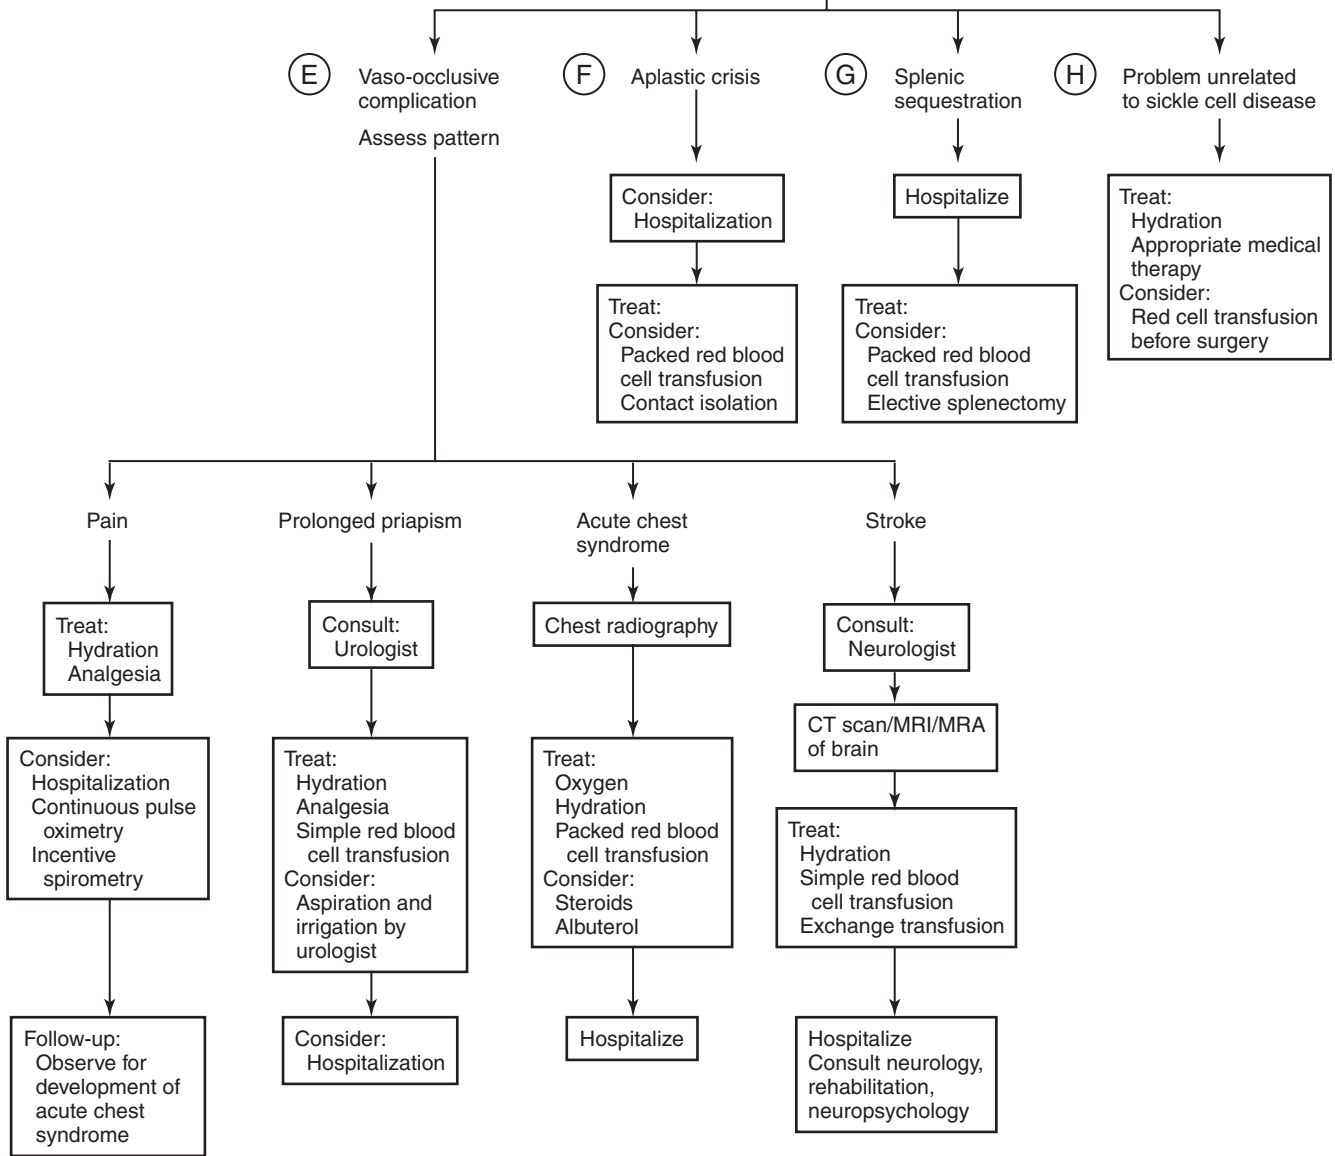 E
Vaso-occlusive
complication
Assess pattern
F
Aplastic crisis
Consider:
Hospitalization
Treat:
Consider:
Packed red blood
cell transfusion
Contact isolation
G
Splenic
sequestration
Hospitalize
Treat:
Consider:
Packed red blood
cell transfusion
Elective splenectomy
H
Problem unrelated
to sickle cell disease
Treat:
Hydration
Appropriate medical
therapy
Consider:
Red cell transfusion
before surgery
Pain
Treat:
Hydration
Analgesia
Consider:
Hospitalization
Continuous pulse
oximetry
Incentive
spirometry
Follow-up:
Observe for
development of
acute chest
syndrome
Prolonged priapism
Consult:
Urologist
Treat:
Hydration
Analgesia
Simple red blood
cell transfusion
Consider:
Aspiration and
irrigation by
urologist
Consider:
Hospitalization
Acute chest
syndrome
Chest radiography
Treat:
Oxygen
Hydration
Packed red blood
cell transfusion
Consider:
Steroids
Albuterol
Hospitalize
Stroke
Consult:
Neurologist
CT scan/MRI/MRA
of brain
Treat:
Hydration
Simple red blood
cell transfusion
Exchange transfusion
Hospitalize
Consult neurology,
rehabilitation,
neuropsychology